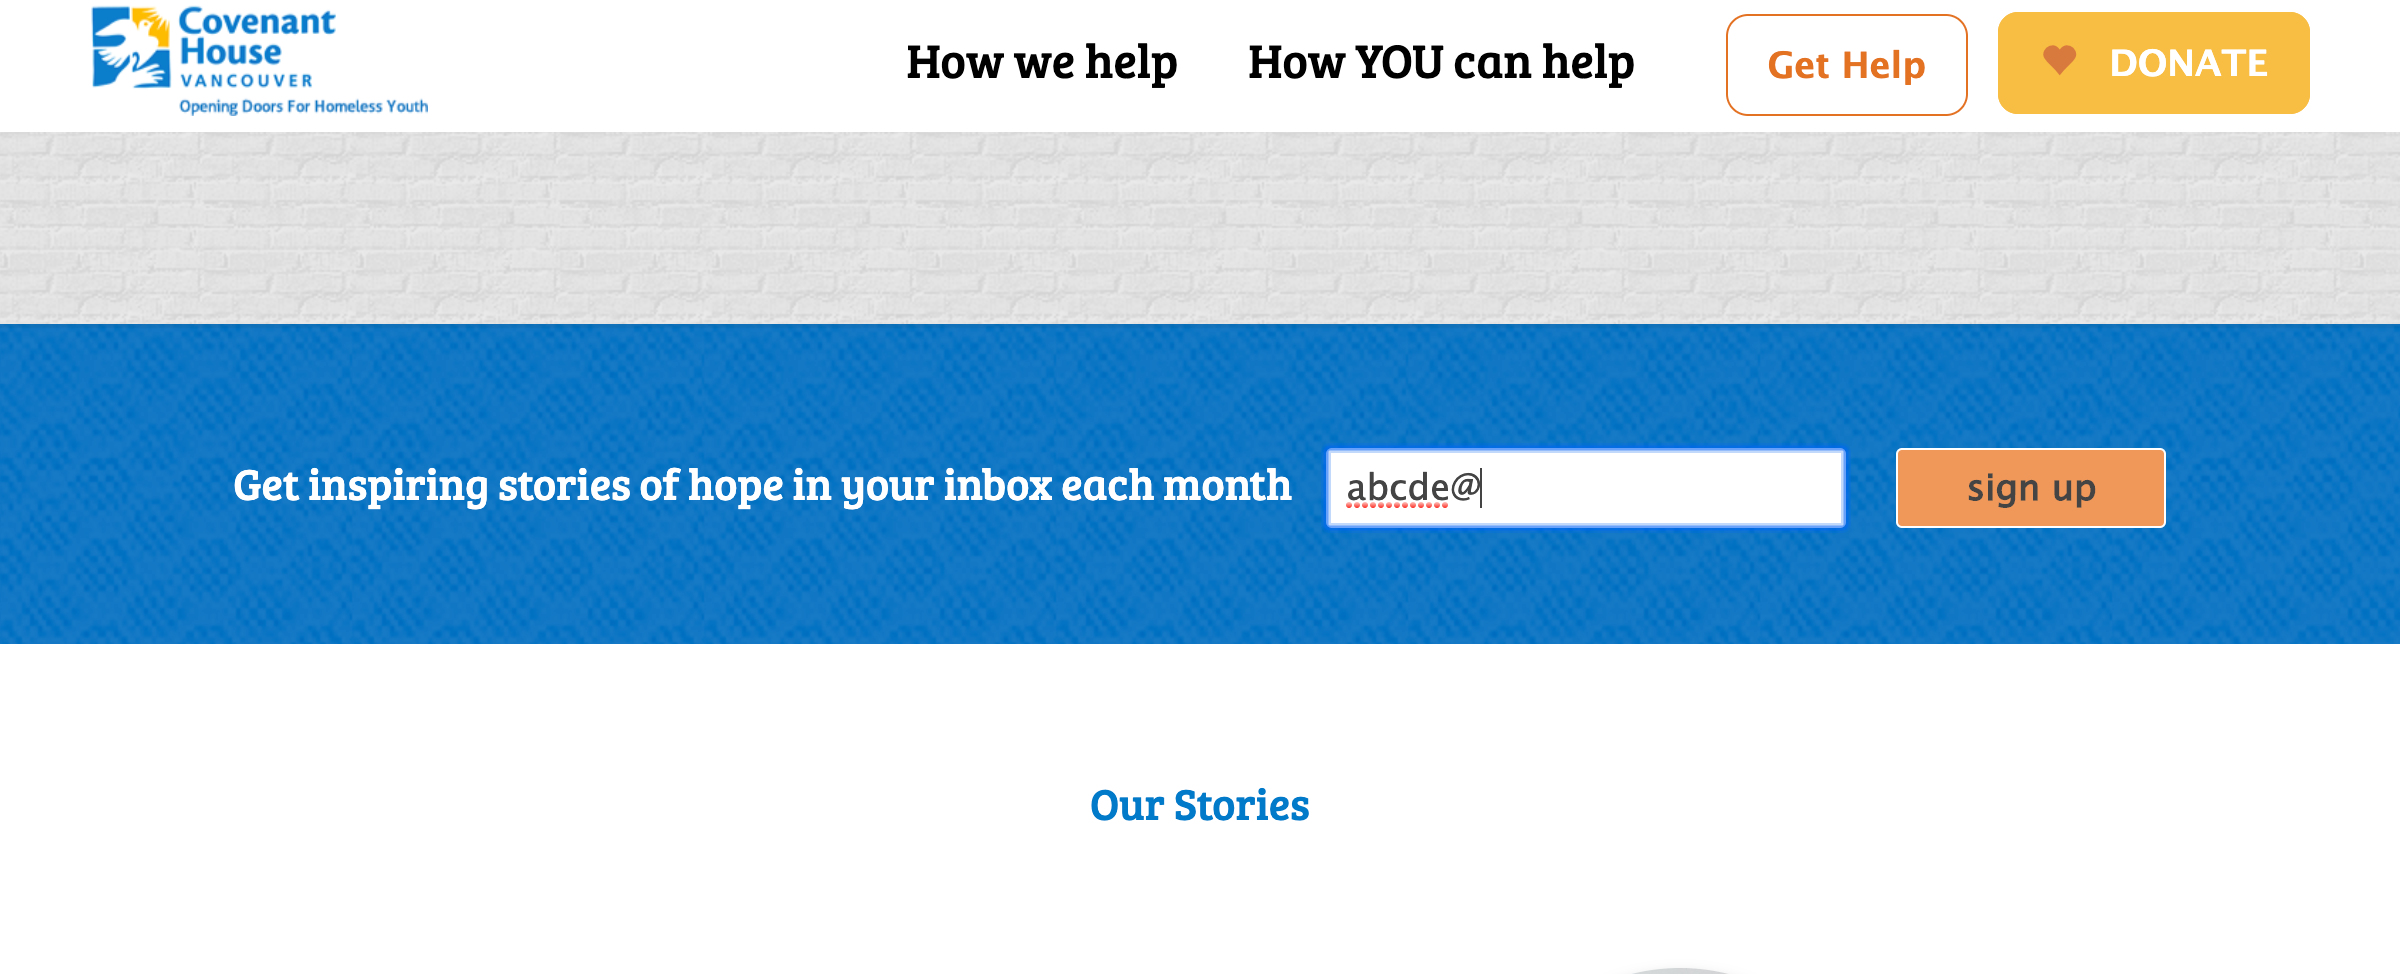 Covenant
House
VANCOUVER
Opening Doors For Homeless Youth
How we help
How YOU can help
Get Help
DONATE
Get inspiring stories of hope in your inbox each month
abcde@
sign up
Our Stories